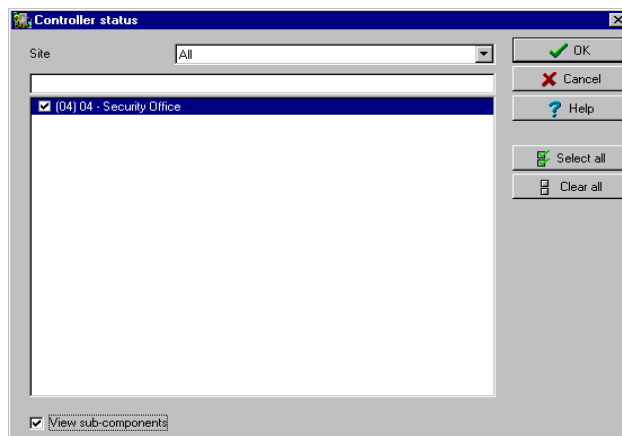 Controller status
Site
All
OK
Cancel
(04) 04 - Security Office
Help
Select all
Clear all
View sub-components